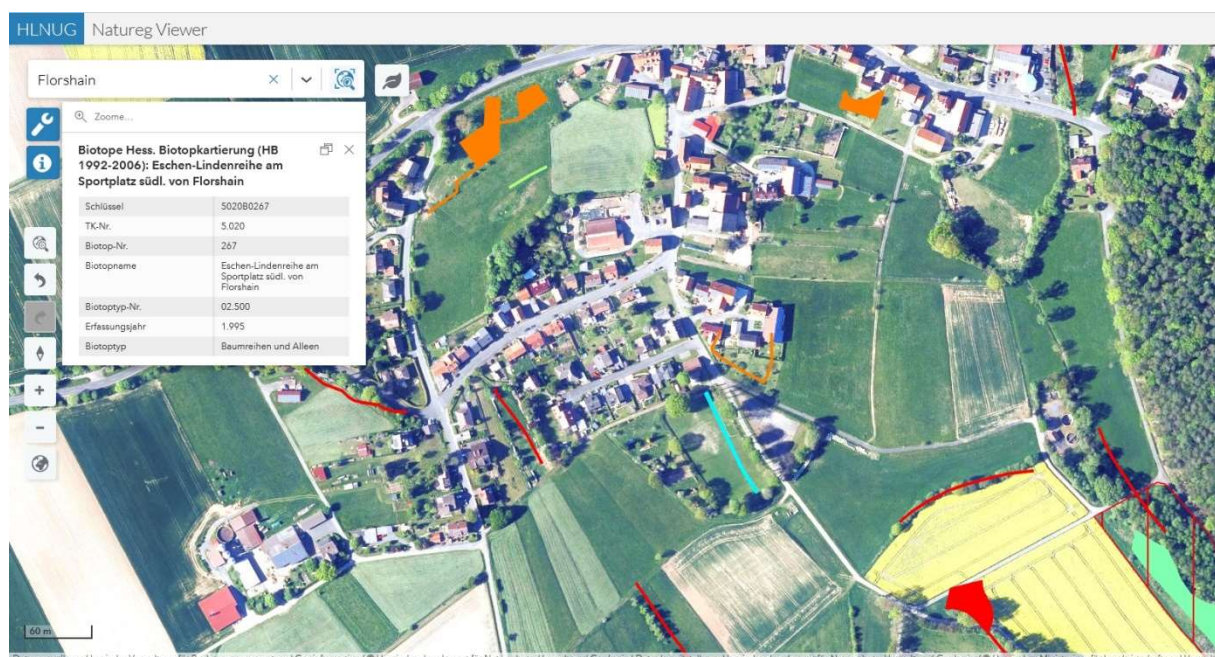 HLNUG Natureg Viewer
Florshain
Zoome...
Biotope Hess. Biotopkartierung (HB
1992-2006): Eschen-Lindenreihe am
Sportplatz südl. von Florshain
Schlüssel 5020B0267
TK-Nr. 5.020
Biotop-Nr. 267
Biotopname Eschen-Lindenreihe am
Sportplatz südl. von
Florshain
Biotoptyp-Nr. 02.500
Erfassungsjahr 1.995
Biotoptyp Baumreihen und Alleen
60 m